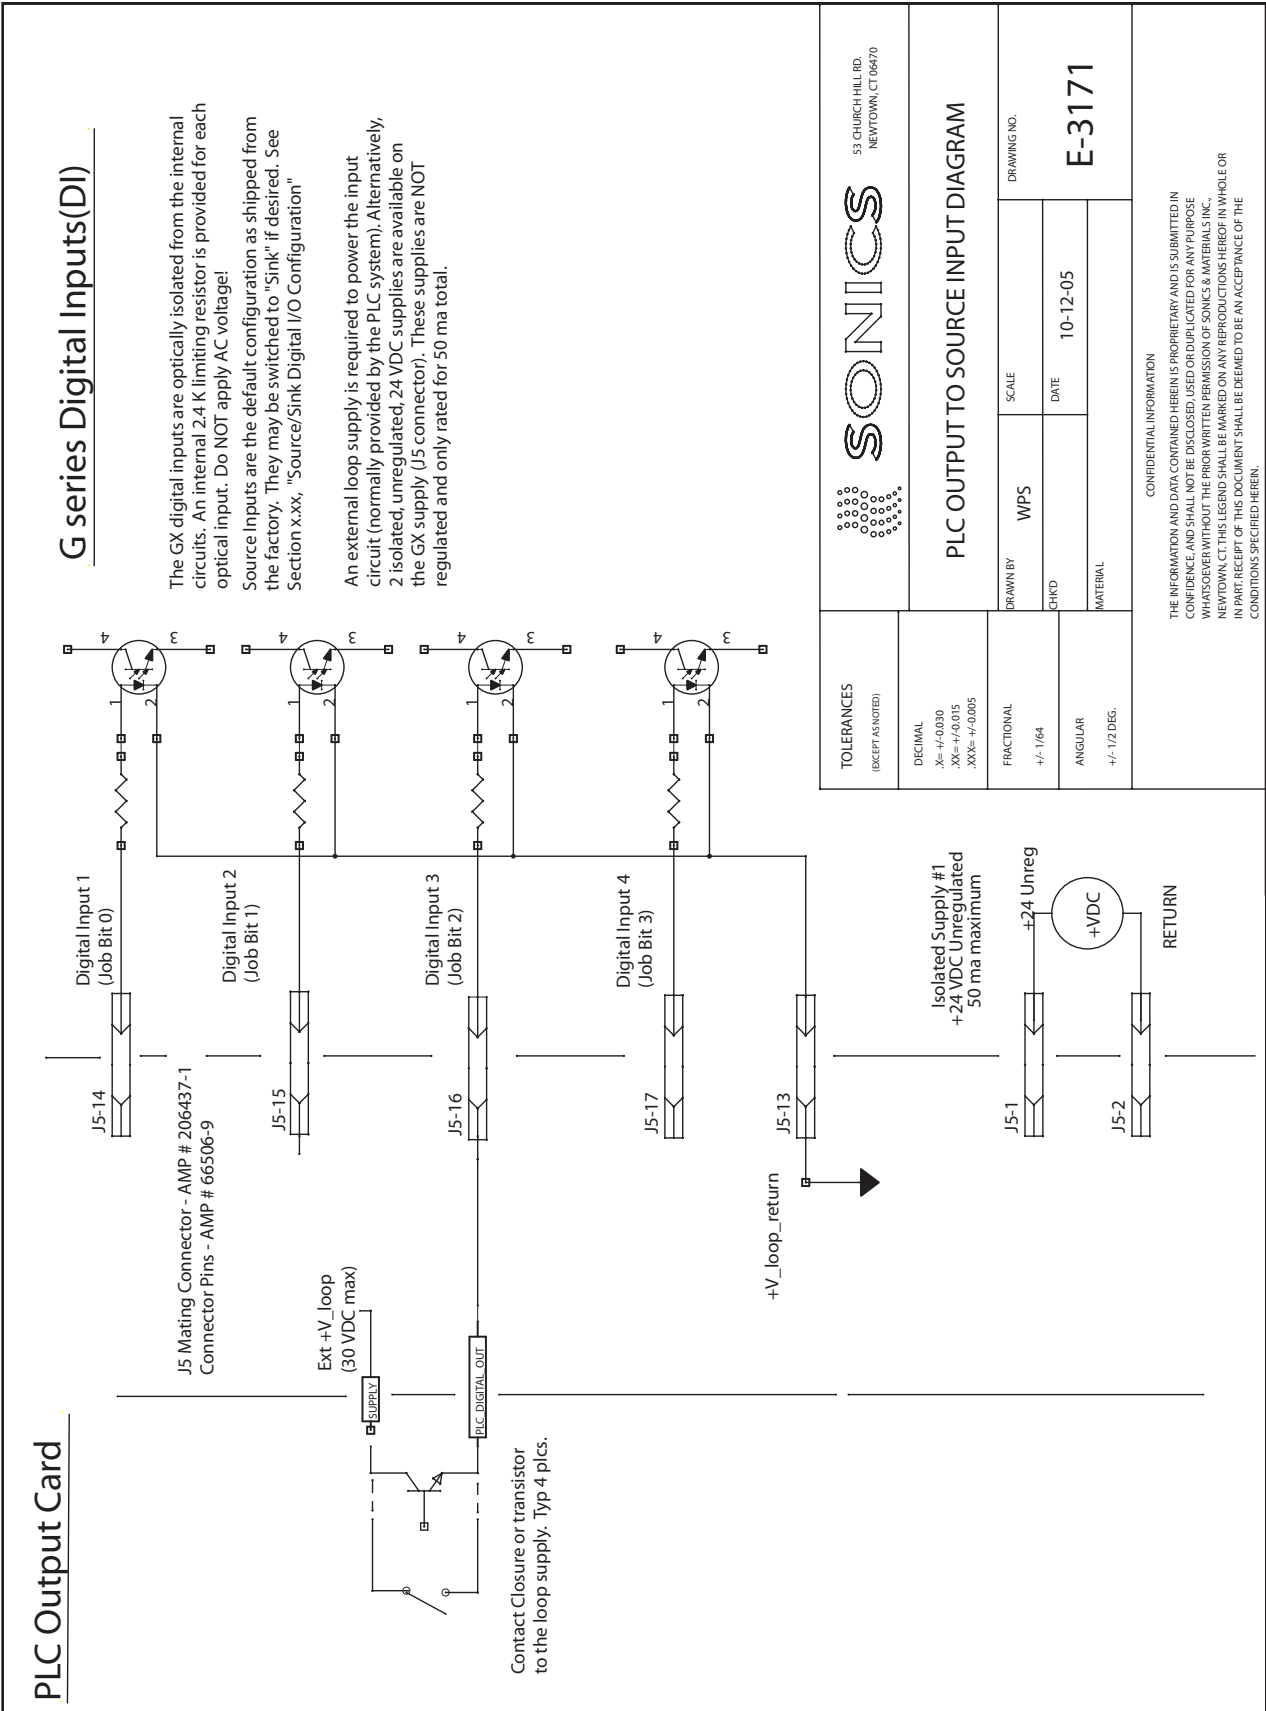 PLC Output Card
G series Digital Inputs(DI)
J5 Mating Connector - AMP # 206437-1
Connector Pins - AMP # 66506-9
Ext +V_loop
(30 VDC max)
SUPPLY
PLC_DIGITAL_OUT
Contact Closure or transistor
to the loop supply. Typ 4 plcs.
J5-14
Digital Input 1
(Job Bit 0)
1
2
4
3
J5-15
Digital Input 2
(Job Bit 1)
1
2
4
3
J5-16
Digital Input 3
(Job Bit 2)
1
2
4
3
J5-17
Digital Input 4
(Job Bit 3)
1
2
4
3
+V_loop_return
J5-13
Isolated Supply #1
+24 VDC Unregulated
50 ma maximum
J5-1
+24 Unreg
+VDC
J5-2
RETURN
The GX digital inputs are optically isolated from the internal
circuits. An internal 2.4 K limiting resistor is provided for each
optical input. Do NOT apply AC voltage!
Source Inputs are the default configuration as shipped from
the factory. They may be switched to "Sink" if desired. See
Section x.xx, "Source/Sink Digital I/O Configuration"
An external loop supply is required to power the input
circuit (normally provided by the PLC system). Alternatively,
2 isolated, unregulated, 24 VDC supplies are available on
the GX supply (J5 connector). These supplies are NOT
regulated and only rated for 50 ma total.
TOLERANCES
(EXCEPT AS NOTED)
DECIMAL
.X= +/-0.030
.XX= +/-0.015
.XXX= +/-0.005
FRACTIONAL
+/- 1/64
ANGULAR
+/- 1/2 DEG.
SONICS
53 CHURCH HILL RD.
NEWTOWN, CT 06470
PLC OUTPUT TO SOURCE INPUT DIAGRAM
DRAWN BY
WPS
SCALE
DRAWING NO.
E-3171
CHK'D
DATE
10-12-05
MATERIAL
CONFIDENTIAL INFORMATION
THE INFORMATION AND DATA CONTAINED HEREIN IS PROPRIETARY AND IS SUBMITTED IN
CONFIDENCE, AND SHALL NOT BE DISCLOSED, USED OR DUPLICATED FOR ANY PURPOSE
WHATSOEVER WITHOUT THE PRIOR WRITTEN PERMISSION OF SONICS & MATERIALS INC.,
NEWTOWN, CT. THIS LEGEND SHALL BE MARKED ON ANY REPRODUCTIONS HEREOF IN WHOLE OR
IN PART. RECEIPT OF THIS DOCUMENT SHALL BE DEEMED TO BE AN ACCEPTANCE OF THE
CONDITIONS SPECIFIED HEREIN.